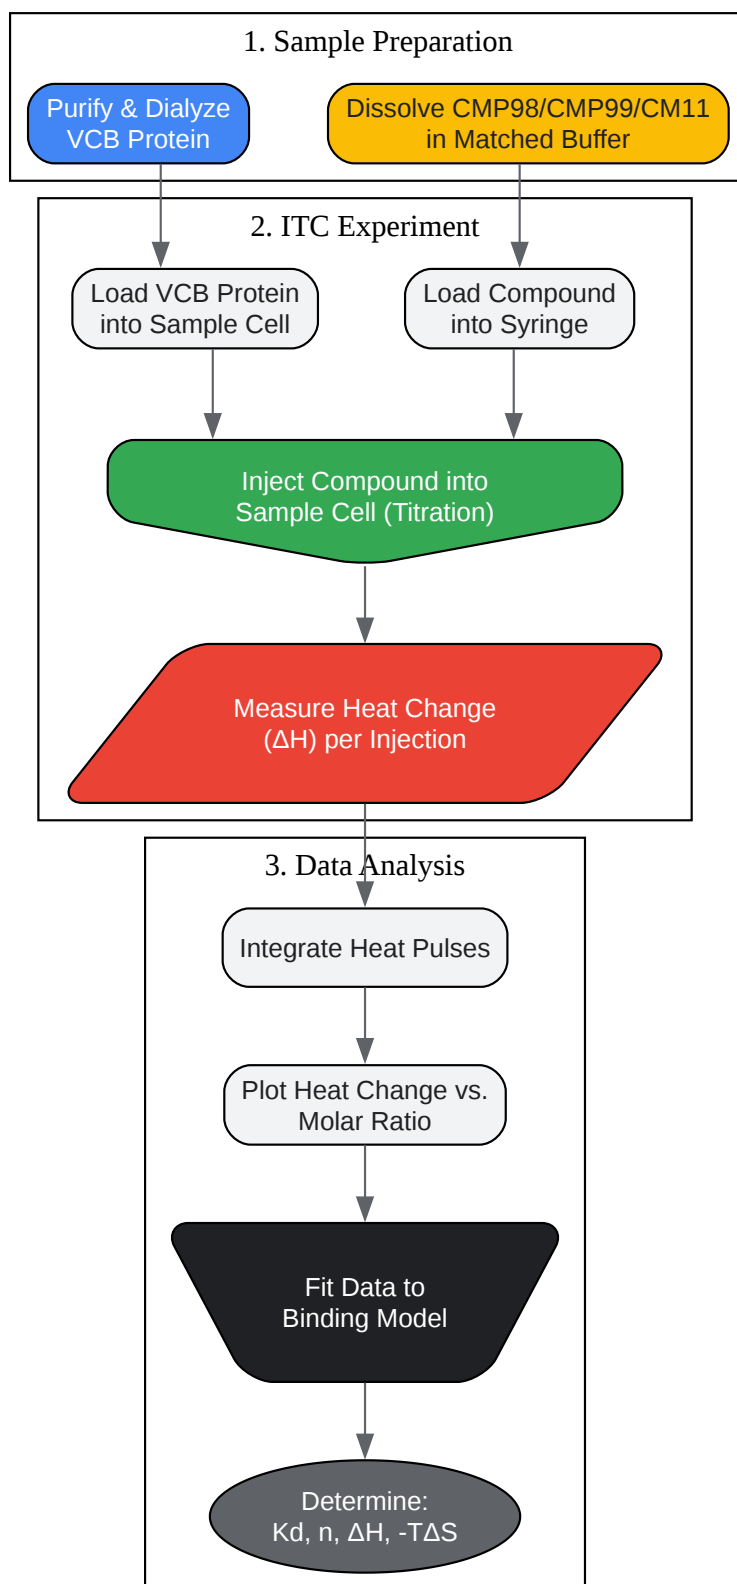 1. Sample Preparation
Purify & Dialyze
VCB Protein
Dissolve CMP98/CMP99/CM11
in Matched Buffer
2. ITC Experiment
Load VCB Protein
into Sample Cell
Load Compound
into Syringe
Inject Compound into
Sample Cell (Titration)
Measure Heat Change
(ΔH) per Injection
3. Data Analysis
Integrate Heat Pulses
Plot Heat Change vs.
Molar Ratio
Fit Data to
Binding Model
Determine:
Kd, n, ΔH, -TΔS